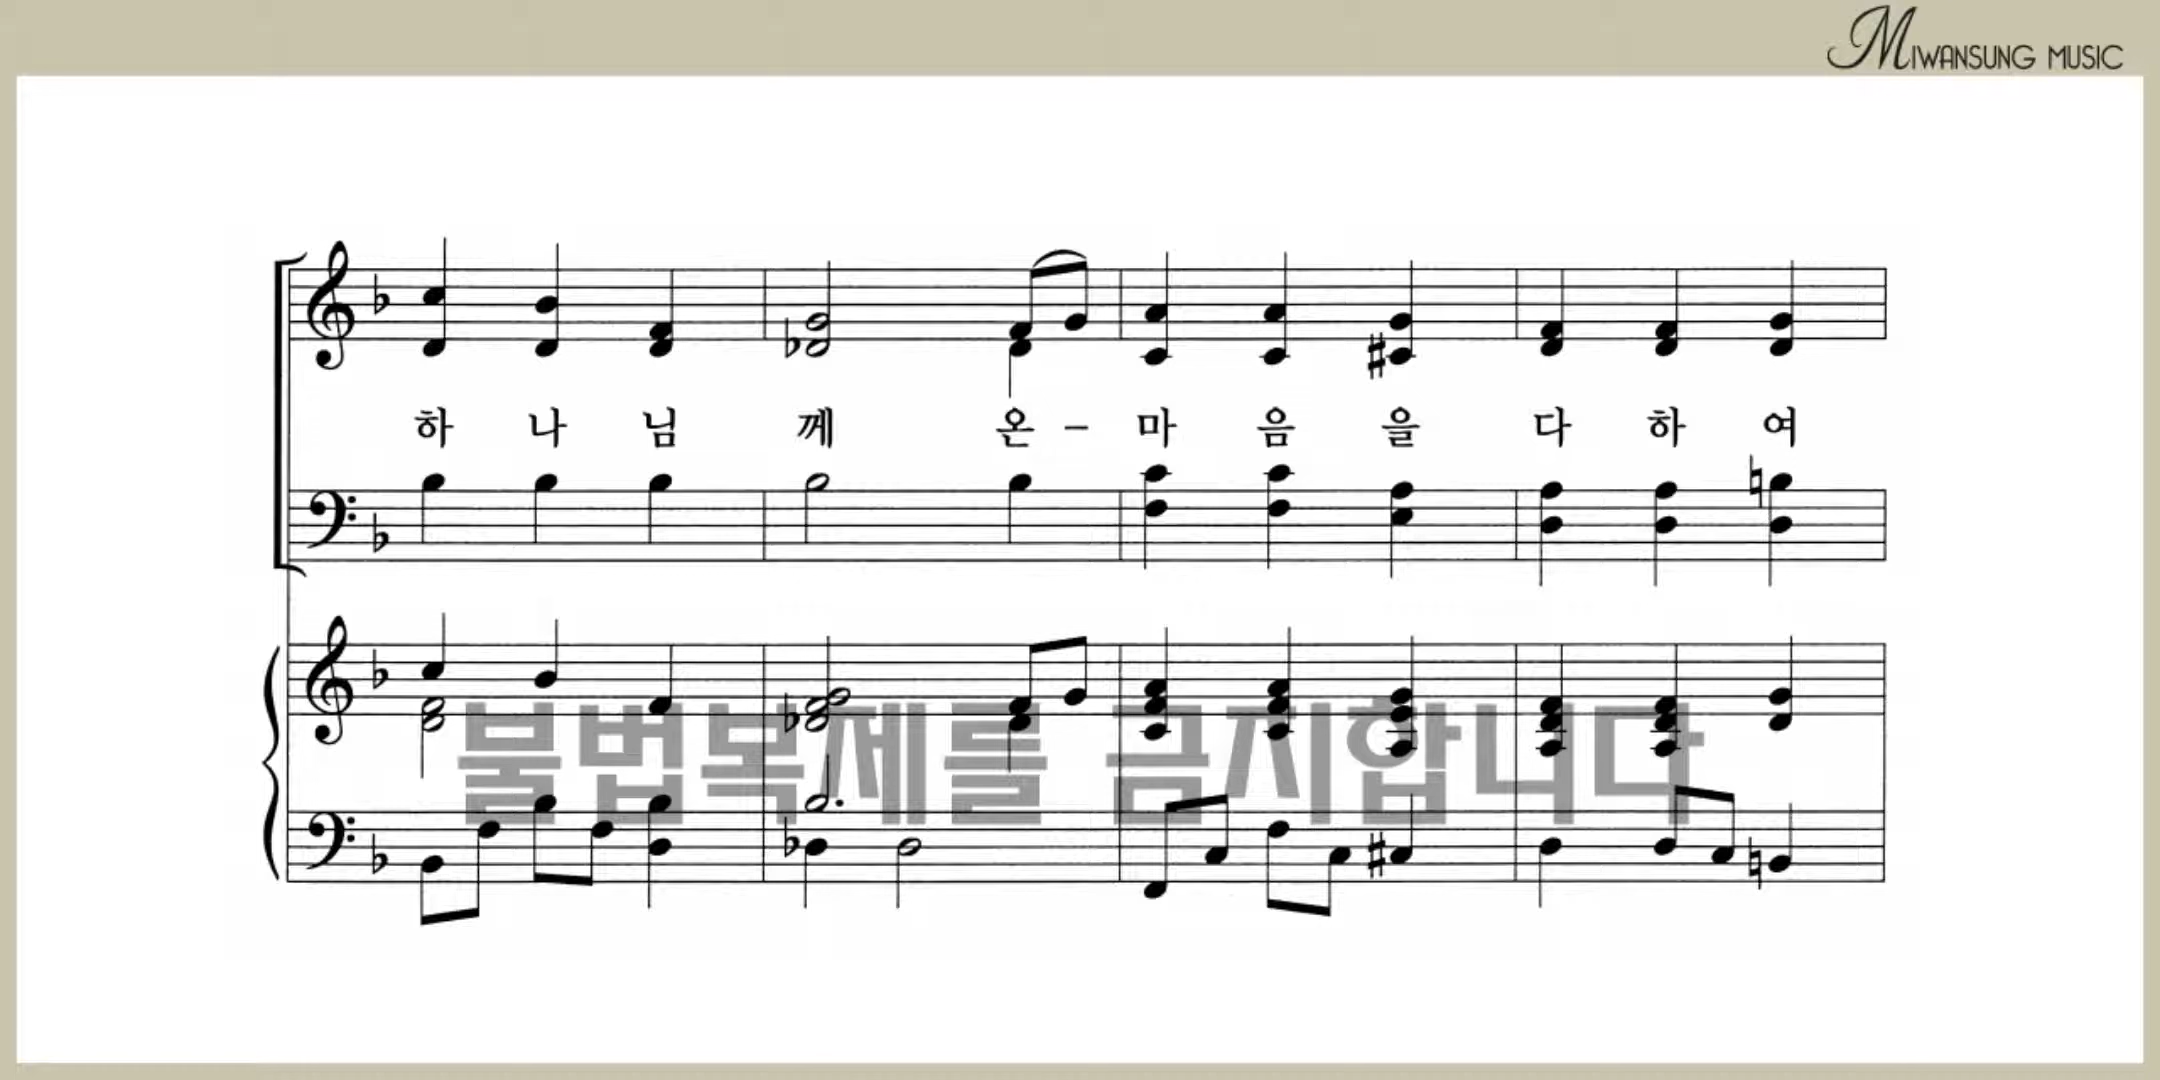 MIWANSUNG MUSIC
하 나 님 께 온 - 마 음 을 다 하 여
불법복제를 금지합니다